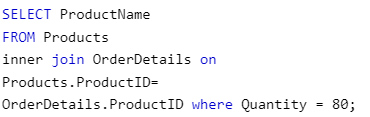 SELECT ProductName
FROM Products
inner join OrderDetails on
Products.ProductID=
OrderDetails.ProductID where Quantity = 80;